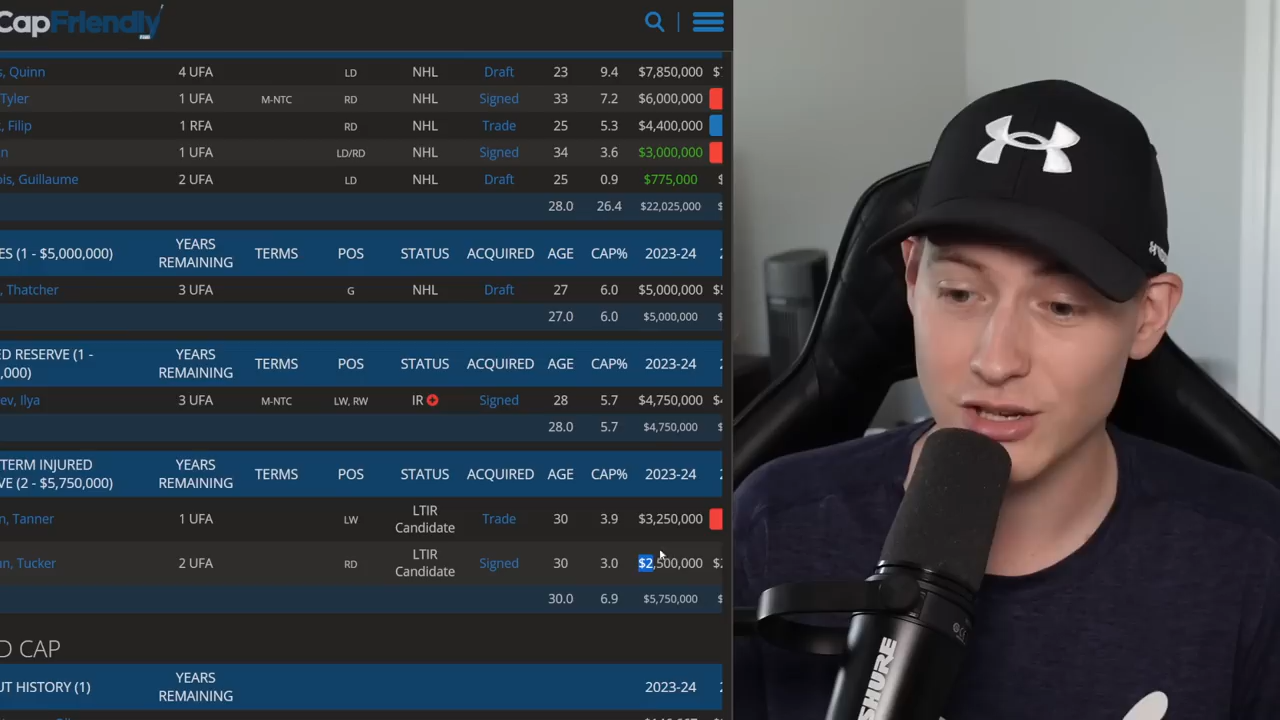 CapFriendly
s, Quinn 4 UFA LD NHL Draft 23 9.4 $7,850,000
Tyler 1 UFA M-NTC RD NHL Signed 33 7.2 $6,000,000
, Filip 1 RFA RD NHL Trade 25 5.3 $4,400,000
n 1 UFA LD/RD NHL Signed 34 3.6 $3,000,000
ois, Guillaume 2 UFA LD NHL Draft 25 0.9 $775,000 $
28.0 26.4 $22,025,000 $
ES (1 - $5,000,000) YEARS REMAINING TERMS POS STATUS ACQUIRED AGE CAP% 2023-24
, Thatcher 3 UFA G NHL Draft 27 6.0 $5,000,000
27.0 6.0 $5,000,000 $
ED RESERVE (1 - ,000) YEARS REMAINING TERMS POS STATUS ACQUIRED AGE CAP% 2023-24
ev, Ilya 3 UFA M-NTC LW, RW IR Signed 28 5.7 $4,750,000
28.0 5.7 $4,750,000 $
TERM INJURED VE (2 - $5,750,000) YEARS REMAINING TERMS POS STATUS ACQUIRED AGE CAP% 2023-24
n, Tanner 1 UFA LW LTIR Candidate Trade 30 3.9 $3,250,000
nn, Tucker 2 UFA RD LTIR Candidate Signed 30 3.0 $2,500,000
30.0 6.9 $5,750,000 $
D CAP
UT HISTORY (1) YEARS REMAINING 2023-24
SHURE